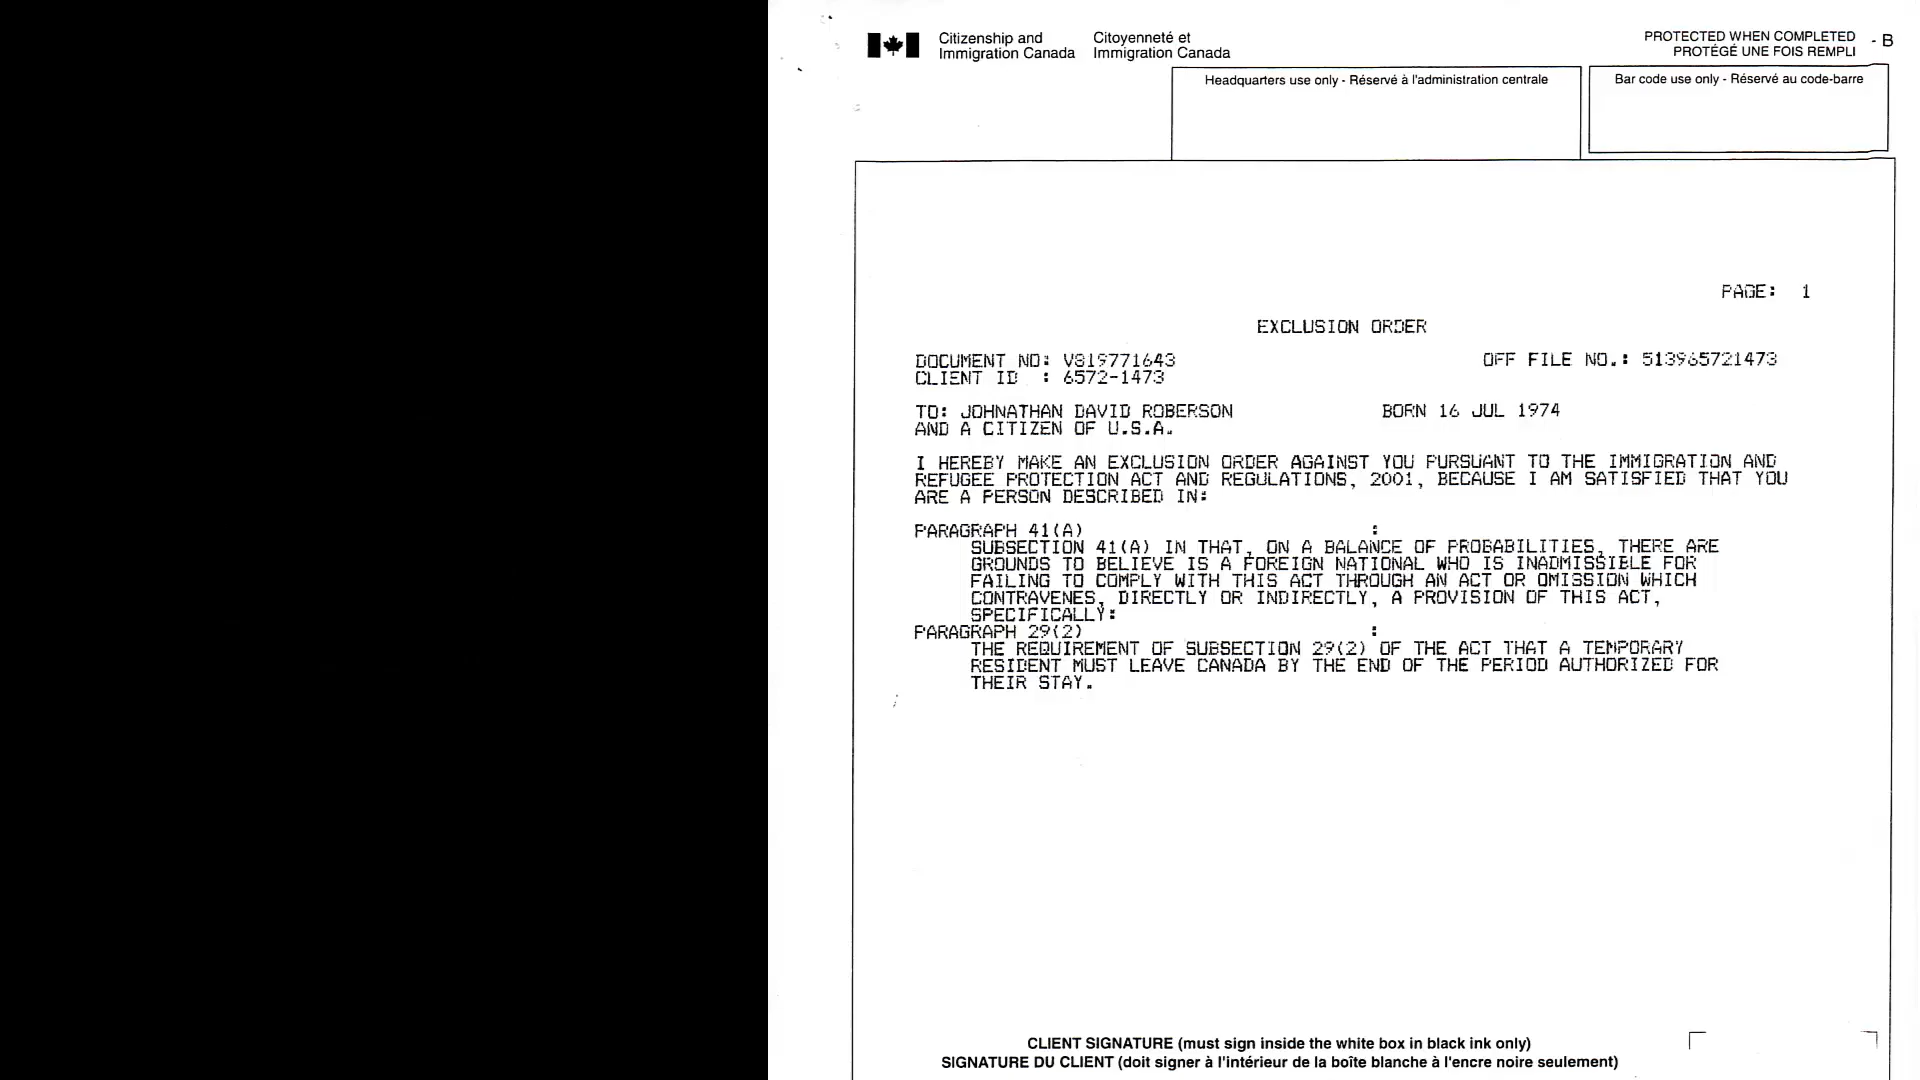 Citizenship and Immigration Canada
Citoyenneté et Immigration Canada
PROTECTED WHEN COMPLETED - B
PROTÉGÉ UNE FOIS REMPLI
Headquarters use only - Réservé à l'administration centrale
Bar code use only - Réservé au code-barre
PAGE: 1
EXCLUSION ORDER
DOCUMENT NO: V319771643 OFF FILE NO.: 513965721473
CLIENT ID : 6572-1473
TO: JOHNATHAN DAVID ROBERSON BORN 16 JUL 1974
AND A CITIZEN OF U.S.A.
I HEREBY MAKE AN EXCLUSION ORDER AGAINST YOU PURSUANT TO THE IMMIGRATION AND
REFUGEE PROTECTION ACT AND REGULATIONS, 2001, BECAUSE I AM SATISFIED THAT YOU
ARE A PERSON DESCRIBED IN:
PARAGRAPH 41(A) :
SUBSECTION 41(A) IN THAT, ON A BALANCE OF PROBABILITIES, THERE ARE
GROUNDS TO BELIEVE IS A FOREIGN NATIONAL WHO IS INADMISSIBLE FOR
FAILING TO COMPLY WITH THIS ACT THROUGH AN ACT OR OMISSION WHICH
CONTRAVENES, DIRECTLY OR INDIRECTLY, A PROVISION OF THIS ACT,
SPECIFICALLY:
PARAGRAPH 29(2) :
THE REQUIREMENT OF SUBSECTION 29(2) OF THE ACT THAT A TEMPORARY
RESIDENT MUST LEAVE CANADA BY THE END OF THE PERIOD AUTHORIZED FOR
THEIR STAY.
CLIENT SIGNATURE (must sign inside the white box in black ink only)
SIGNATURE DU CLIENT (doit signer à l'intérieur de la boîte blanche à l'encre noire seulement)